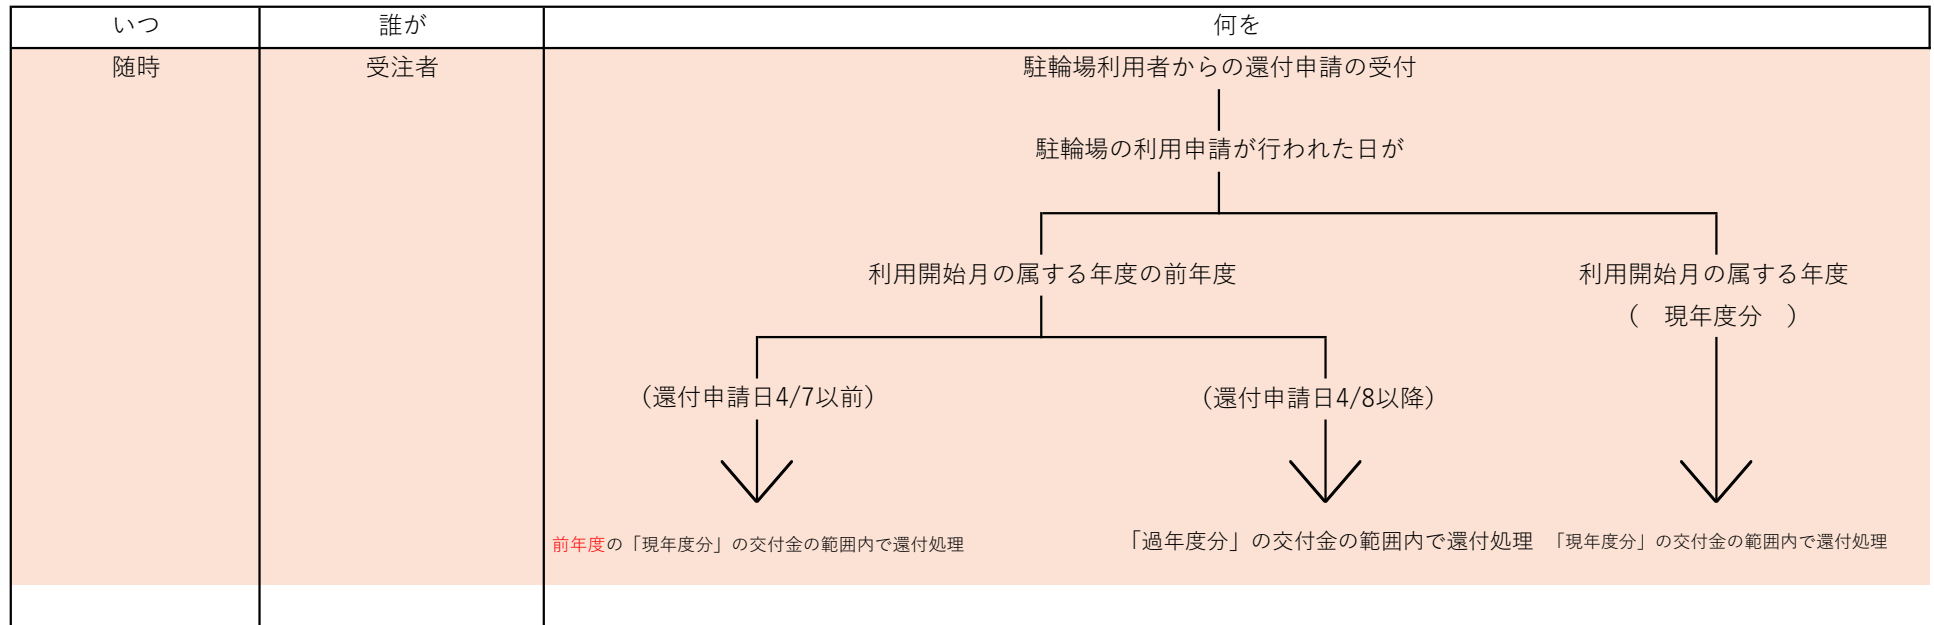 いつ 誰が 何を
随時 受注者 駐輪場利用者からの還付申請の受付
駐輪場の利用申請が行われた日が
利用開始月の属する年度の前年度 利用開始月の属する年度
（　現年度分　）
（還付申請日4/7以前） （還付申請日4/8以降）
前年度の「現年度分」の交付金の範囲内で還付処理 「過年度分」の交付金の範囲内で還付処理 「現年度分」の交付金の範囲内で還付処理